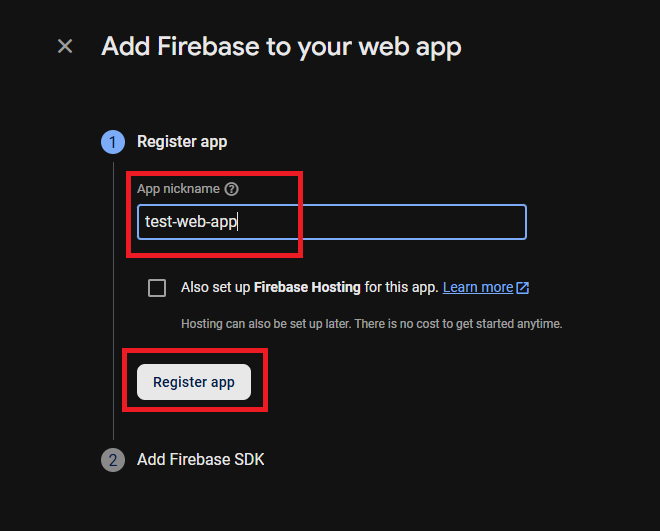 Add Firebase to your web app
1 Register app
App nickname
test-web-app
Also set up Firebase Hosting for this app. Learn more
Hosting can also be set up later. There is no cost to get started anytime.
Register app
2 Add Firebase SDK